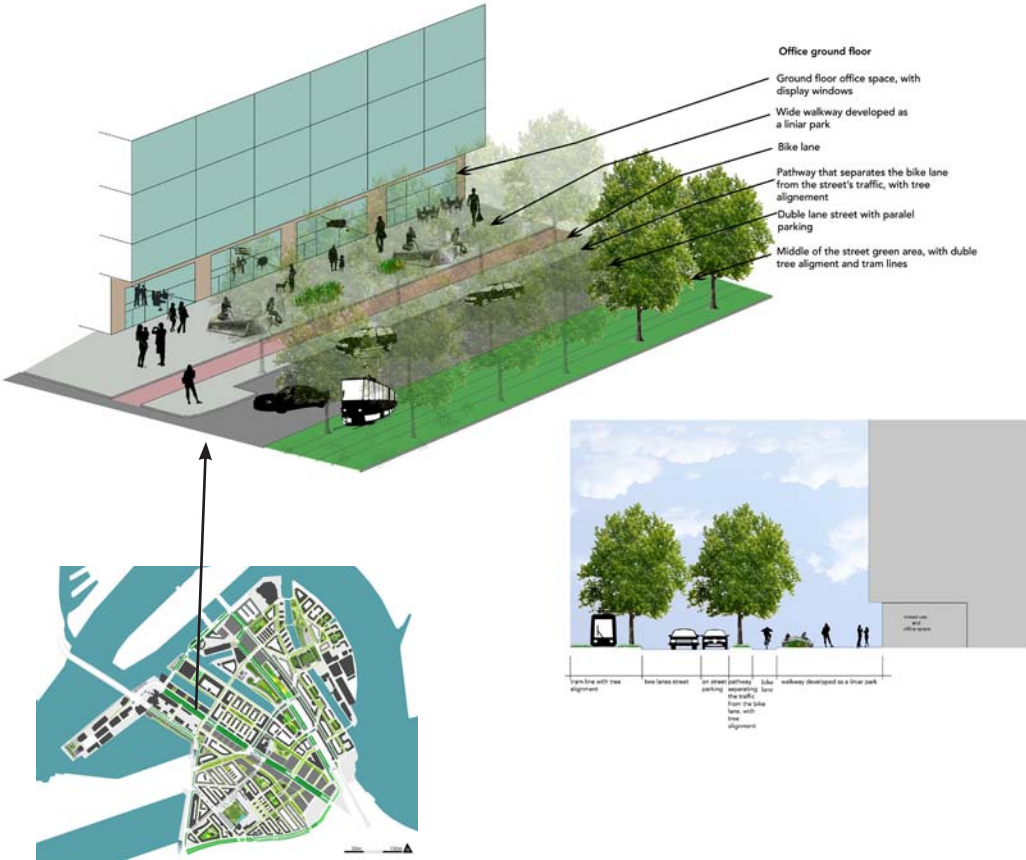 Office ground floor
Ground floor office space, with
display windows
Wide walkway developed as
a liniar park
Bike lane
Pathway that separates the bike lane
from the street's traffic, with tree
alignement
Duble lane street with paralel
parking
Middle of the street green area, with duble
tree aligment and tram lines
mixed use
and
office space
tram line with tree
alignment
two lanes street
on street
parking
pathway
separating
the traffic
from the bike
lane, with
tree
alignment
bike
lane
walkway developed as a liniar park
50m
150m